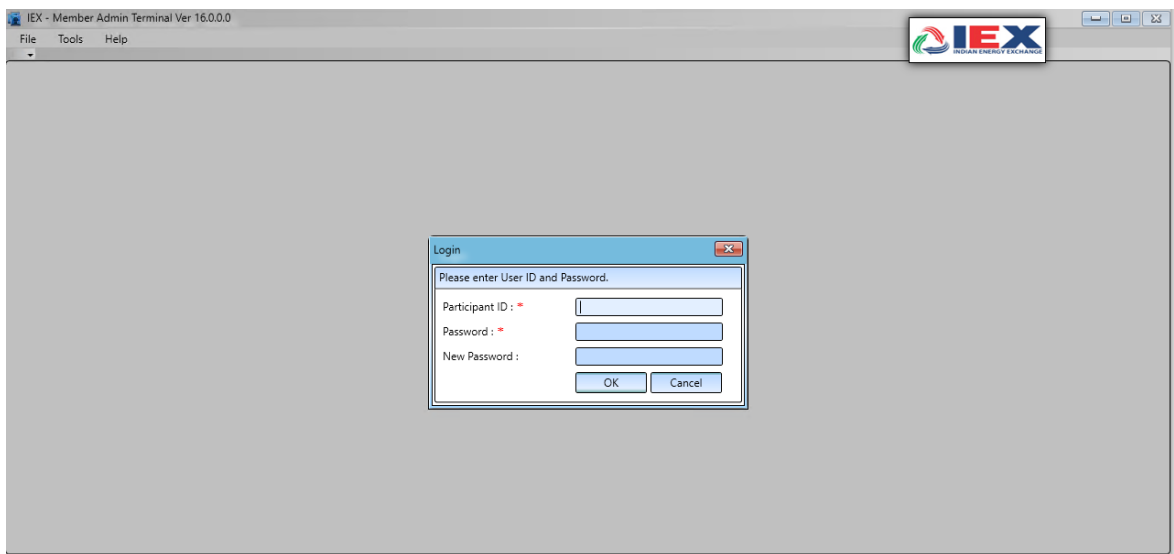 IEX - Member Admin Terminal Ver 16.0.0.0
File Tools Help
IEX
INDIAN ENERGY EXCHANGE
Login
Please enter User ID and Password.
Participant ID : *
Password : *
New Password :
OK Cancel